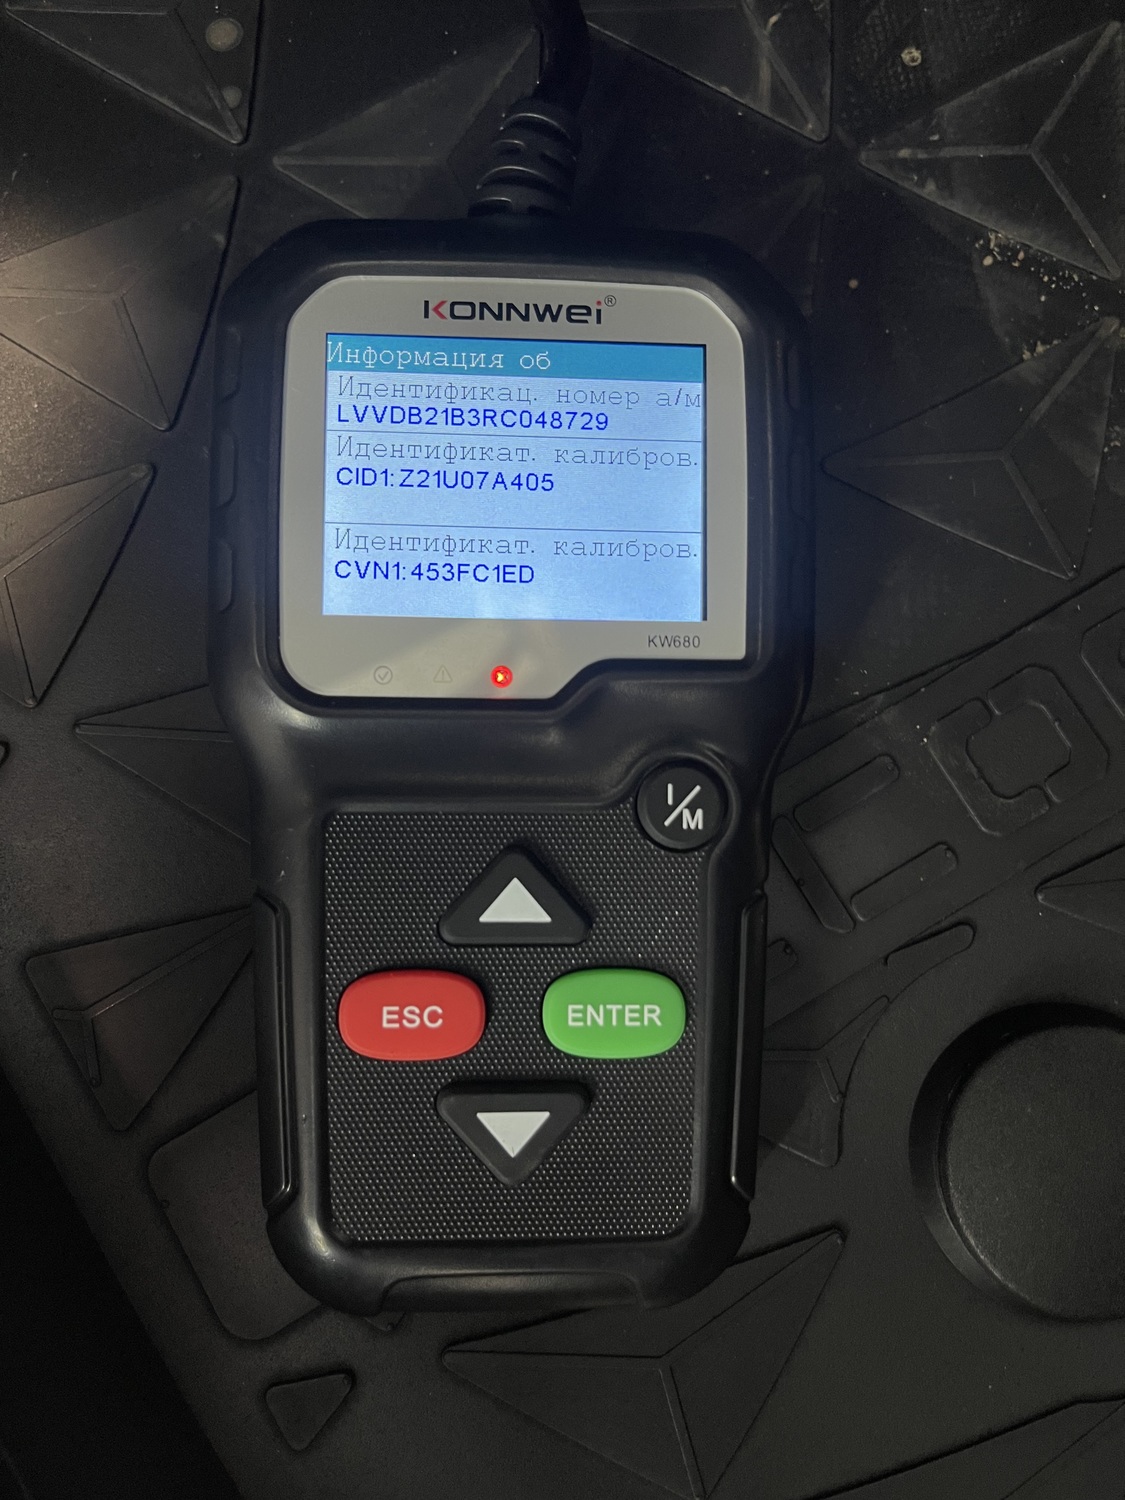 KONNWEI®
Информация об
Идентификац. номер а/м
LVVDB21B3RC048729
Идентификат. калибров.
CID1:Z21U07A405
Идентификат. калибров.
CVN1:453FC1ED
KW680
I/M
ESC
ENTER